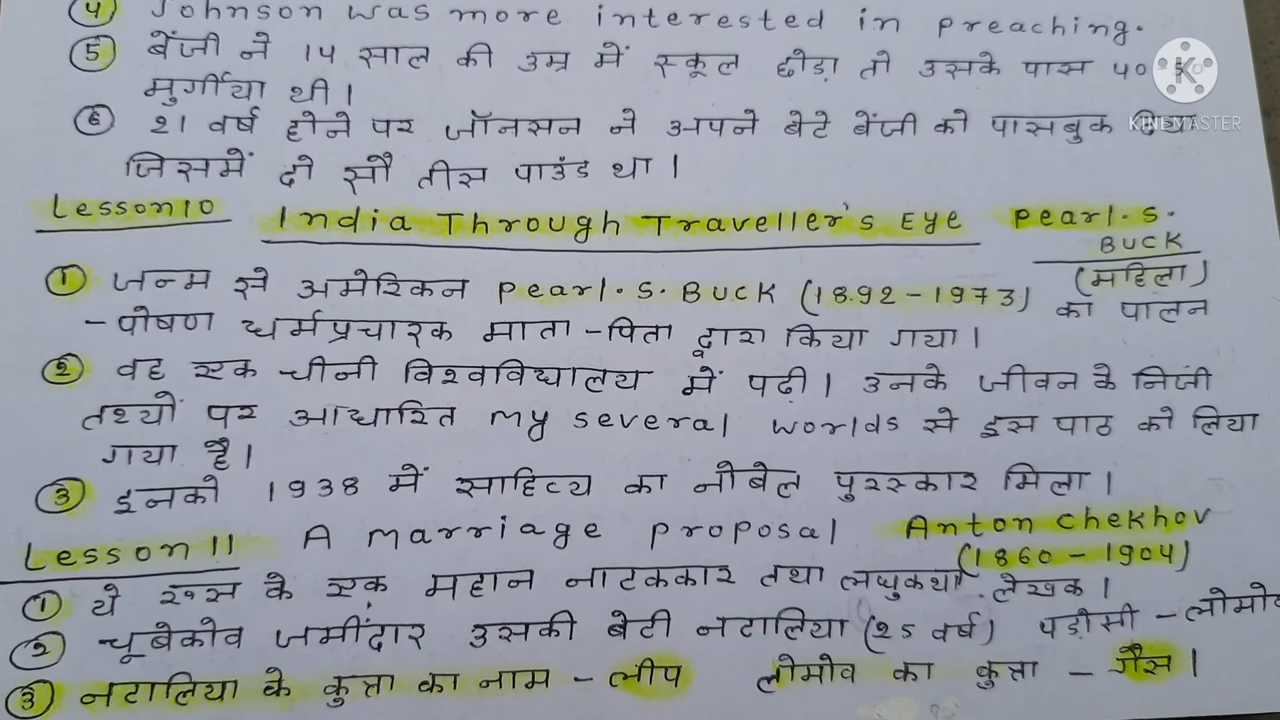 ④ Johnson was more interested in preaching.
⑤ बेंजी ने 14 साल की उम्र में स्कूल छोडा तो उसके पास 40
मुर्गीया थी।
⑥ 21 वर्ष होने पर जॉनसन ने अपने बेटे बेंजी को पासबुक
जिसमें दो सौ तीस पाउंड था।
KINEMASTER
Lesson 10 India Through Traveller's Eye Pearl. S.
BUCK
(महिला)
① जन्म से अमेरिकन Pearl. S. BUCK (1892-1973) का पालन
-पोषण धर्मप्रचारक माता-पिता द्वारा किया गया।
② वह एक चीनी विश्वविद्यालय में पढ़ी। उनके जीवन के निजी
तथ्यों पर आधारित my several worlds से इस पाठ को लिया
गया है।
③ इनको 1938 में साहित्य का नोबेल पुरस्कार मिला।
Lesson 11 A marriage proposal Anton Chekhov
(1860-1904)
① ये रूस के एक महान नाटककार तथा लघुकथा लेखक।
② चूबेकोव जमींदार उसकी बेटी नटालिया (25 वर्ष) पड़ोसी - लोमोव
③ नटालिया के कुत्ता का नाम - लीप लोमोव का कुत्ता - गैस।